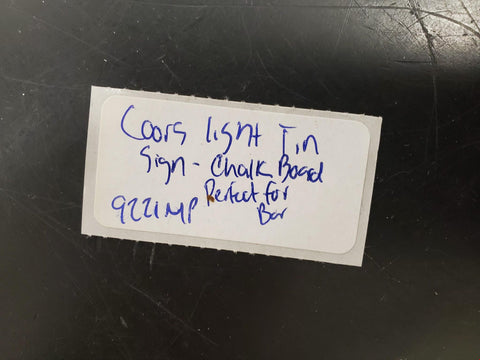 Coors light Tin
Sign - Chalk Board
Perfect for
9221MP Bar